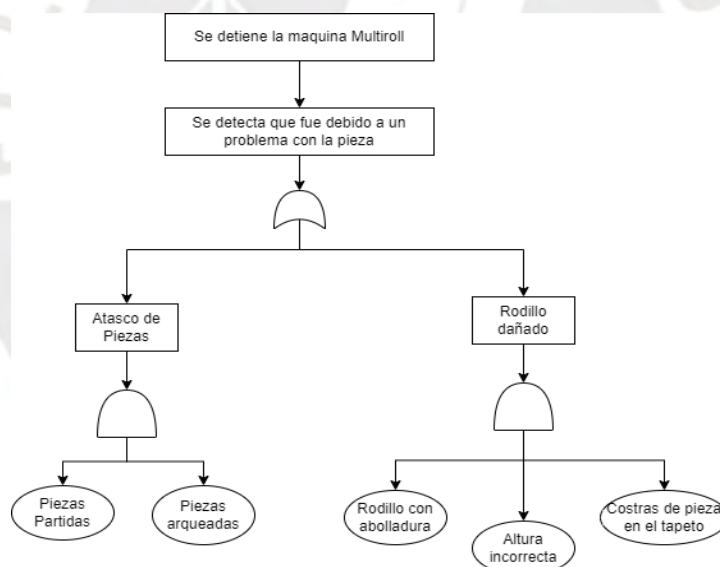 Se detiene la maquina Multiroll
Se detecta que fue debido a un
problema con la pieza
Atasco de
Piezas
Rodillo
dañado
Piezas
Partidas
Piezas
arqueadas
Rodillo con
abolladura
Altura
incorrecta
Costras de pieza
en el tapeto